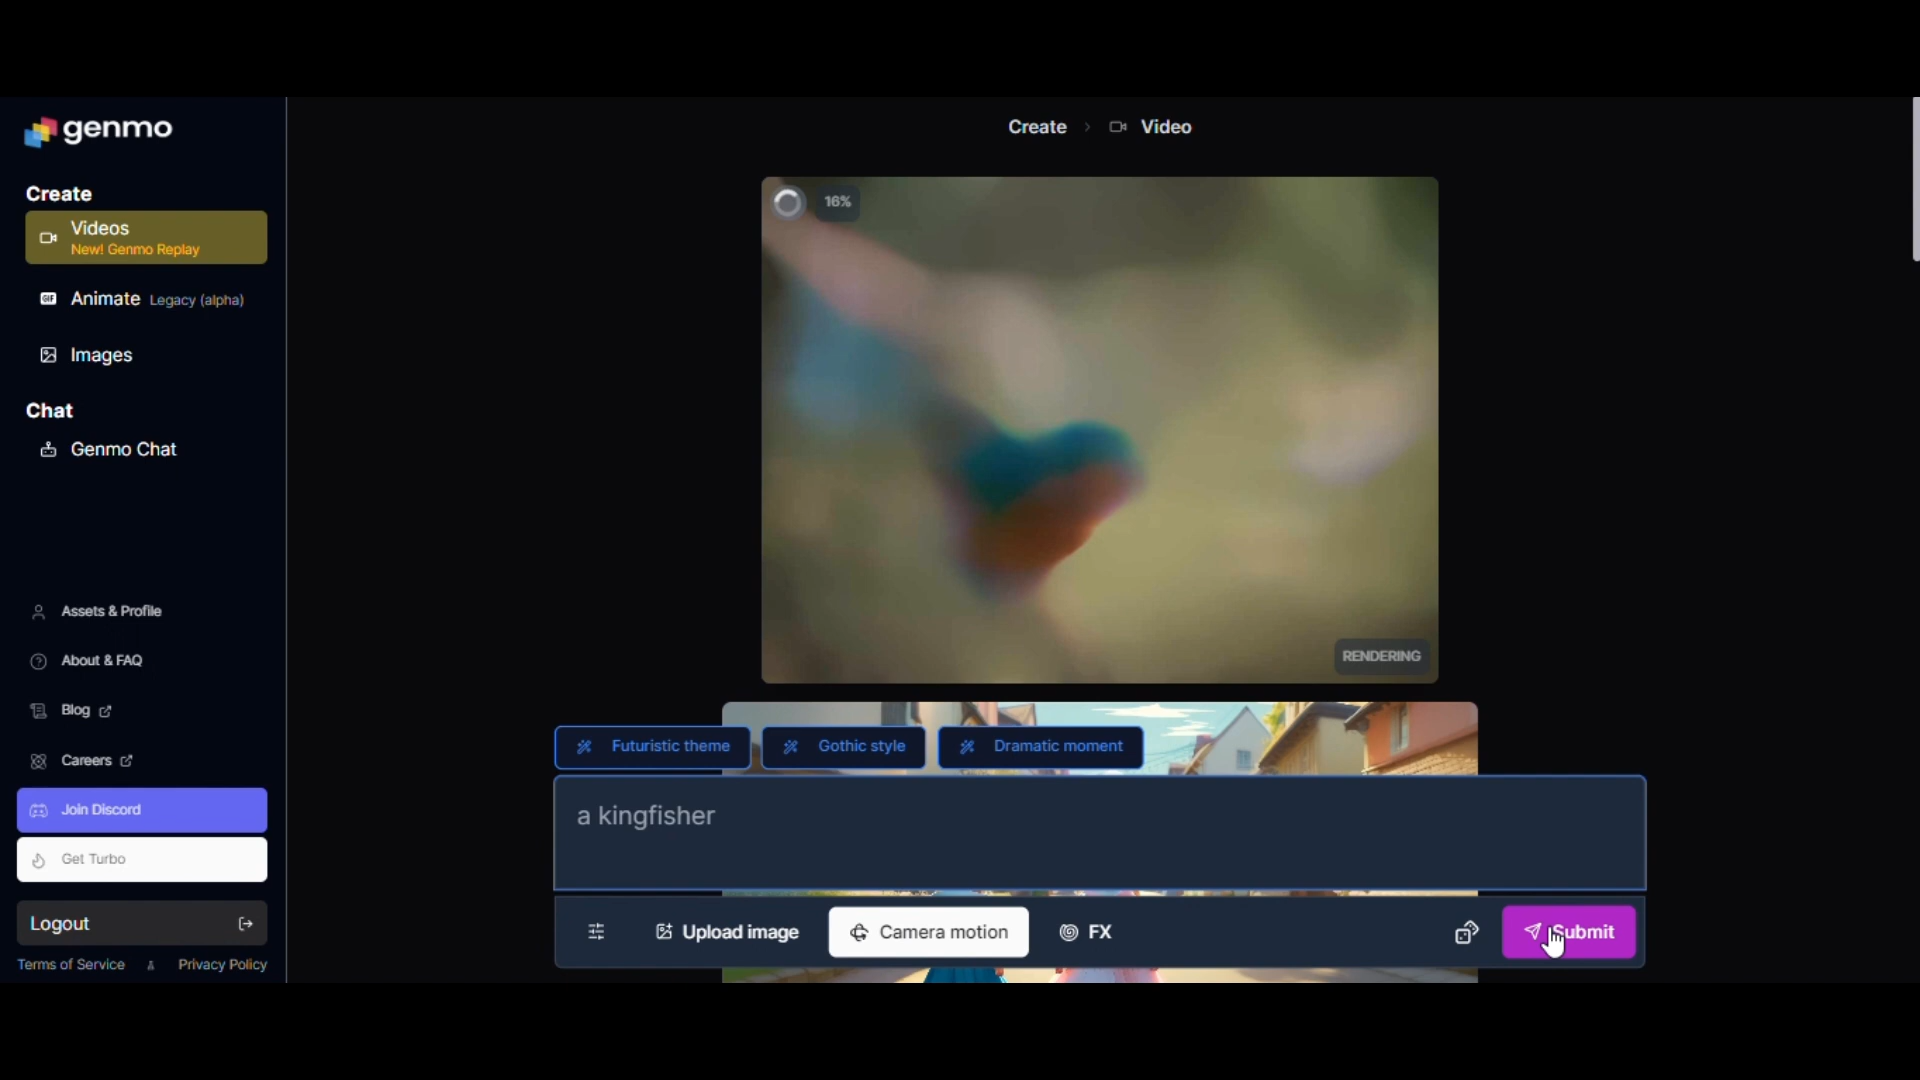 genmo
Create
Videos
New! Genmo Replay
GIF
Animate Legacy (alpha)
Images
Chat
Genmo Chat
Assets & Profile
About & FAQ
Blog
Careers
Join Discord
Get Turbo
Logout
Terms of Service
Privacy Policy
Create > Video
16%
RENDERING
Futuristic theme
Gothic style
Dramatic moment
a kingfisher
Upload image
Camera motion
FX
Submit